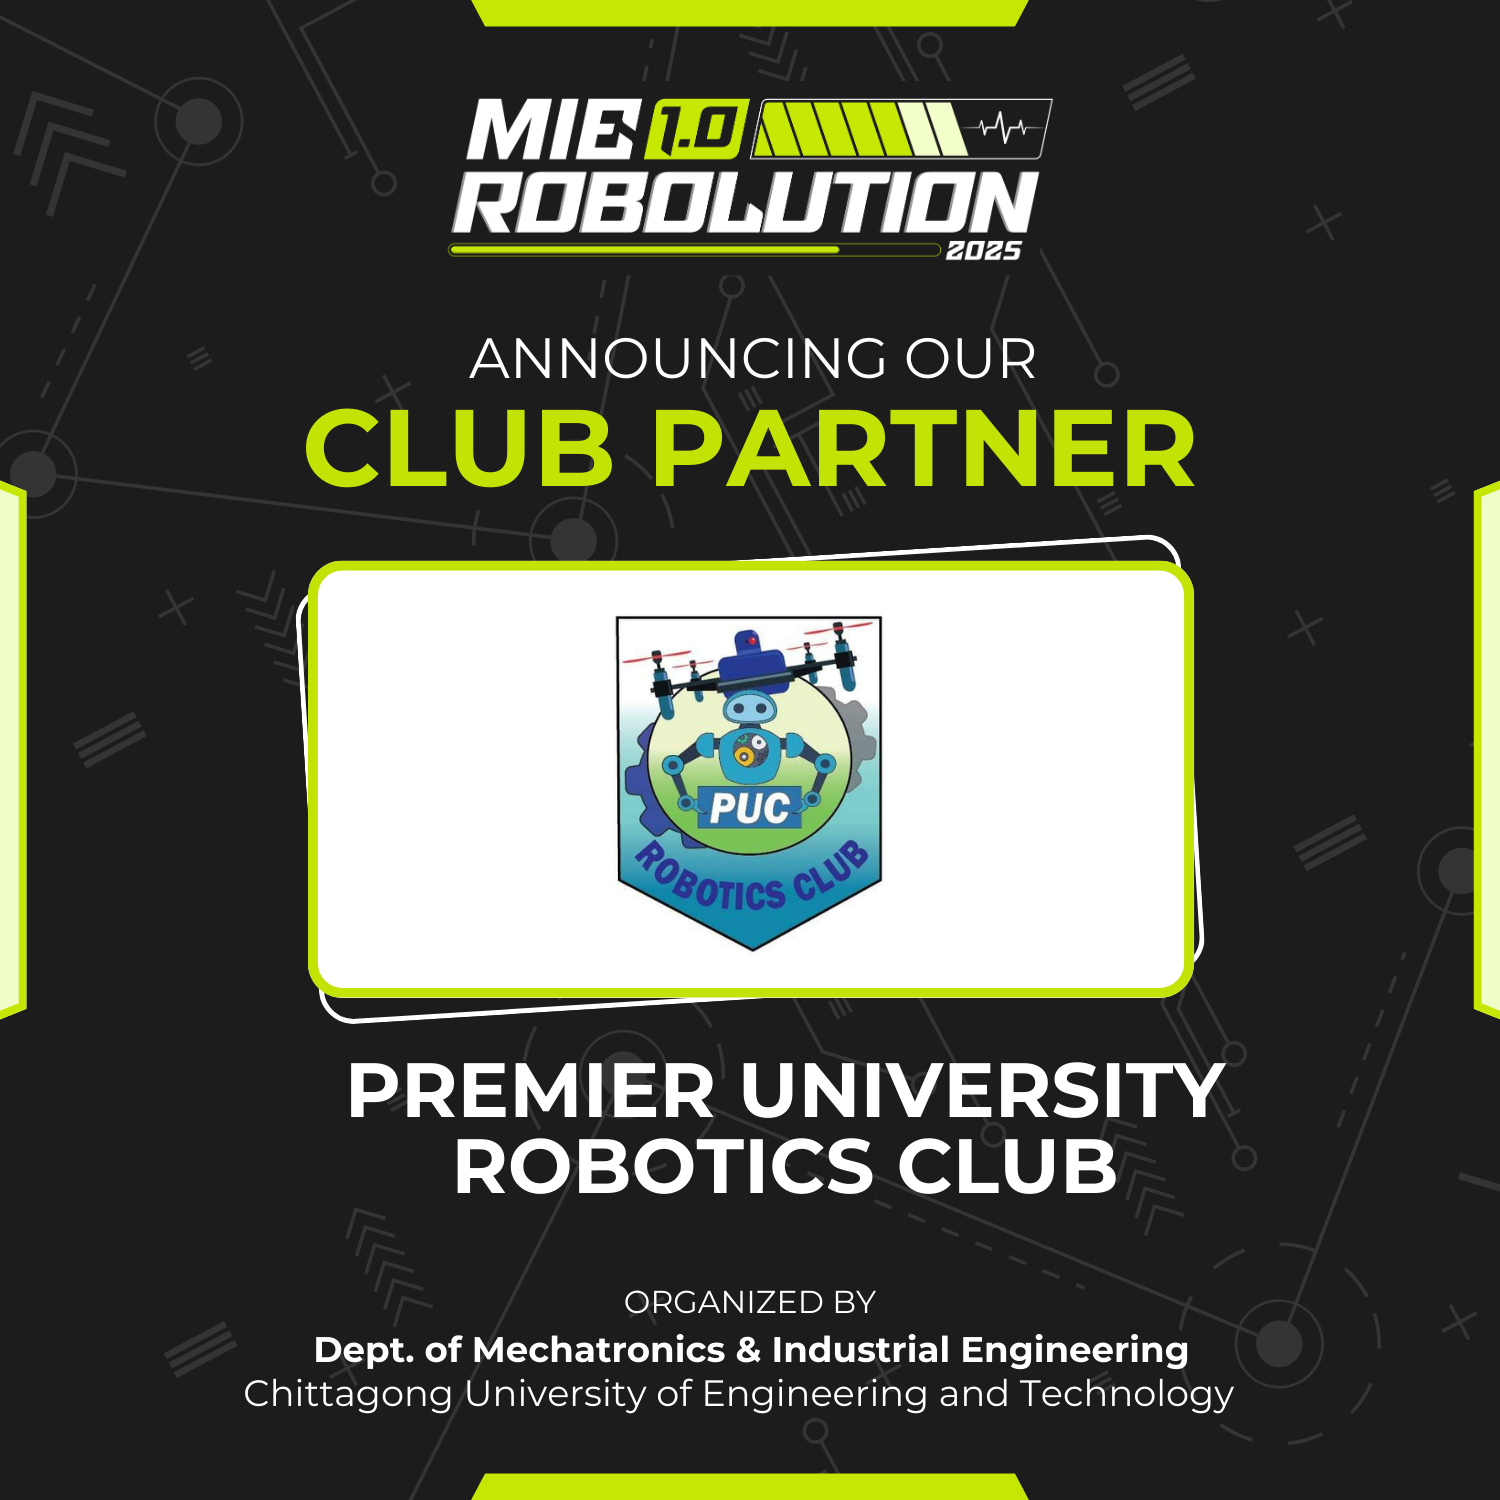 MIE 1.0
ROBOLUTION
2025
ANNOUNCING OUR
CLUB PARTNER
PUC
ROBOTICS CLUB
PREMIER UNIVERSITY
ROBOTICS CLUB
ORGANIZED BY
Dept. of Mechatronics & Industrial Engineering
Chittagong University of Engineering and Technology